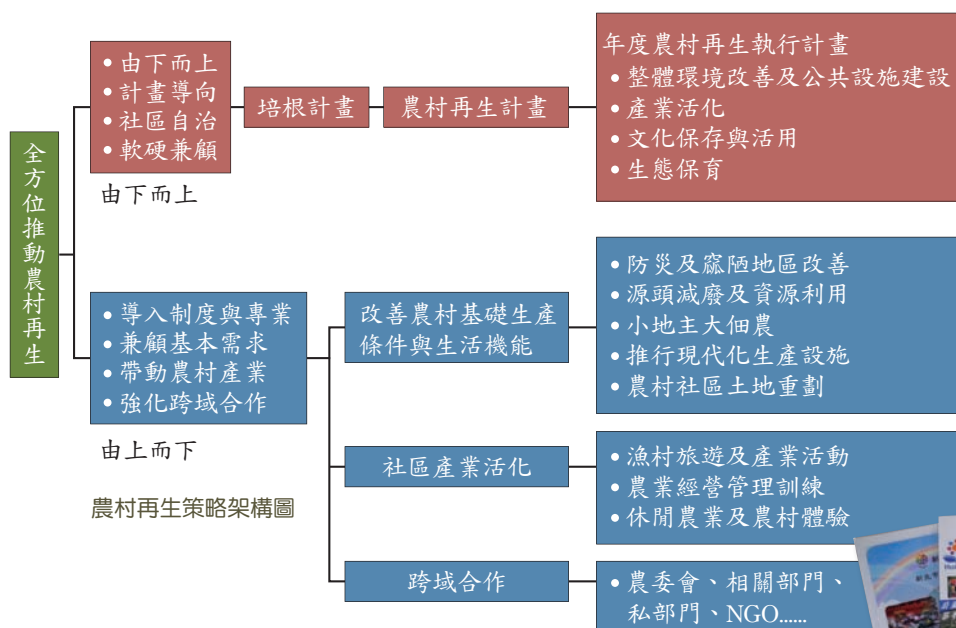 全方位推動農村再生
• 由下而上
• 計畫導向
• 社區自治
• 軟硬兼顧
由下而上
培根計畫
農村再生計畫
年度農村再生執行計畫
• 整體環境改善及公共設施建設
• 產業活化
• 文化保存與活用
• 生態保育
• 導入制度與專業
• 兼顧基本需求
• 帶動農村產業
• 強化跨域合作
由上而下
改善農村基礎生產
條件與生活機能
• 防災及窳陋地區改善
• 源頭減廢及資源利用
• 小地主大佃農
• 推行現代化生產設施
• 農村社區土地重劃
社區產業活化
• 漁村旅遊及產業活動
• 農業經營管理訓練
• 休閒農業及農村體驗
跨域合作
• 農委會、相關部門、
私部門、NGO......
農村再生策略架構圖